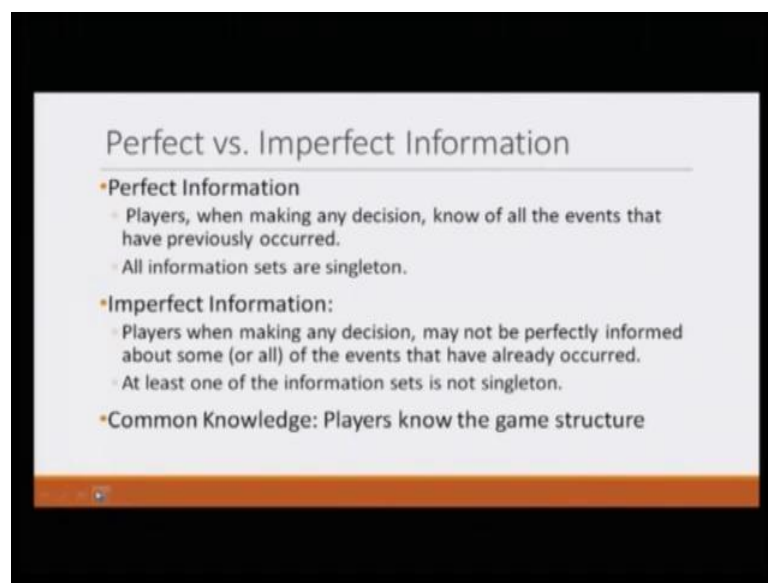 Perfect vs. Imperfect Information
•Perfect Information
Players, when making any decision, know of all the events that
have previously occurred.
All information sets are singleton.
•Imperfect Information:
Players when making any decision, may not be perfectly informed
about some (or all) of the events that have already occurred.
At least one of the information sets is not singleton.
•Common Knowledge: Players know the game structure